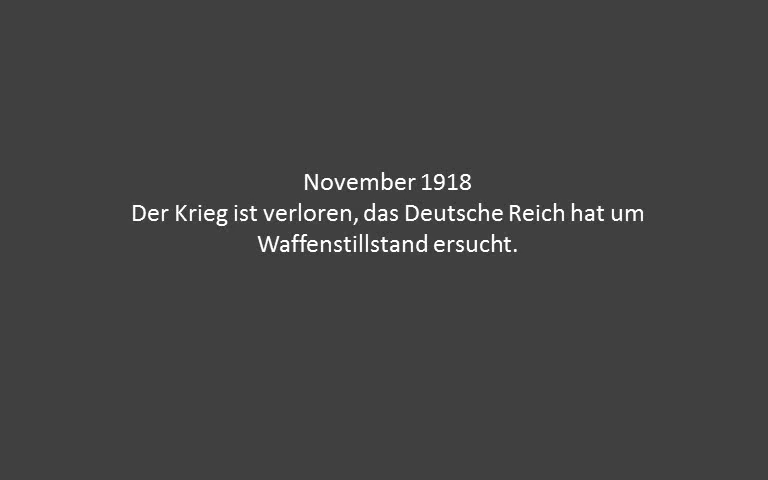 November 1918
Der Krieg ist verloren, das Deutsche Reich hat um
Waffenstillstand ersucht.